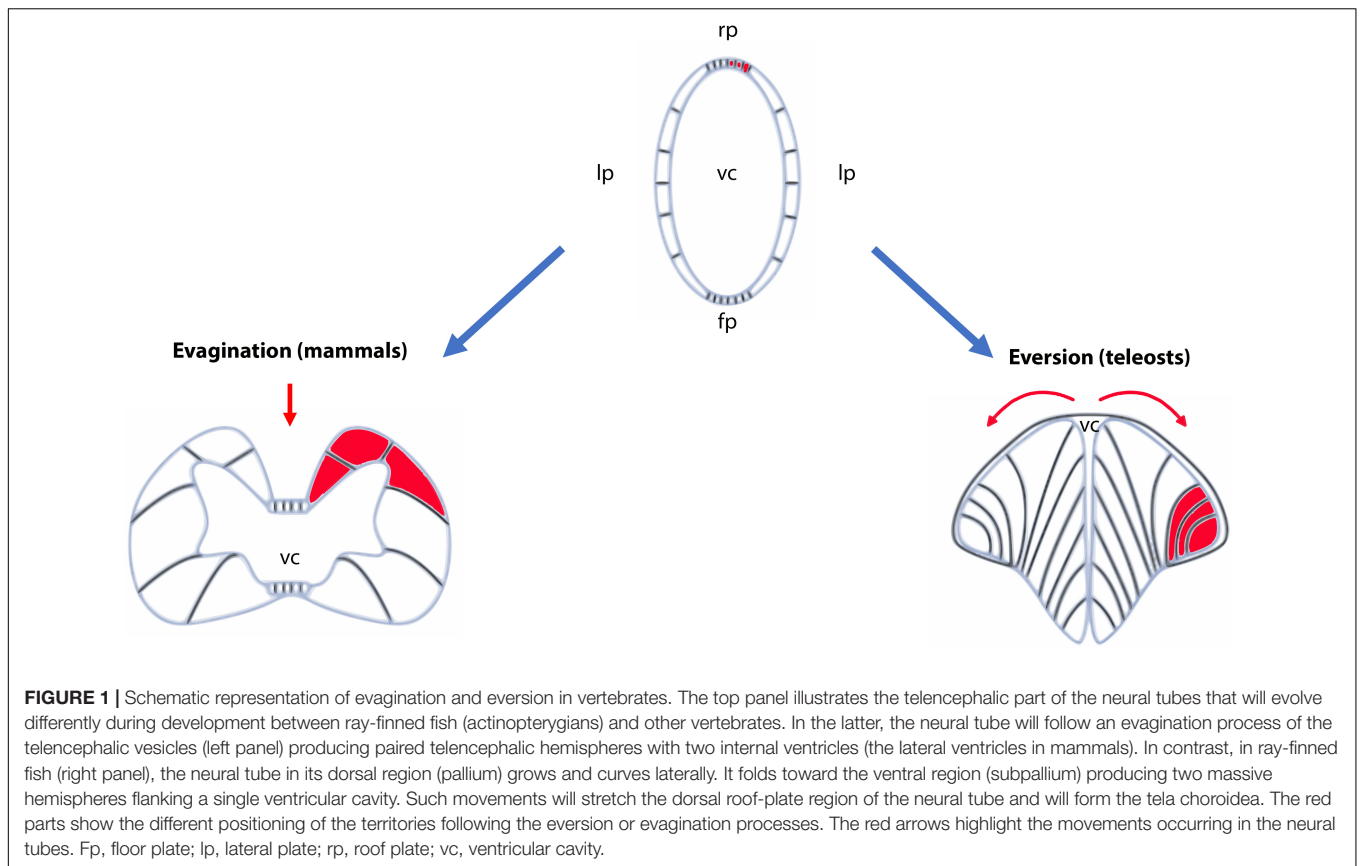 rp
lp
vc
lp
fp
Evagination (mammals)
Eversion (teleosts)
vc
vc
FIGURE 1 | Schematic representation of evagination and eversion in vertebrates. The top panel illustrates the telencephalic part of the neural tubes that will evolve
differently during development between ray-finned fish (actinopterygians) and other vertebrates. In the latter, the neural tube will follow an evagination process of the
telencephalic vesicles (left panel) producing paired telencephalic hemispheres with two internal ventricles (the lateral ventricles in mammals). In contrast, in ray-finned
fish (right panel), the neural tube in its dorsal region (pallium) grows and curves laterally. It folds toward the ventral region (subpallium) producing two massive
hemispheres flanking a single ventricular cavity. Such movements will stretch the dorsal roof-plate region of the neural tube and will form the tela choroidea. The red
parts show the different positioning of the territories following the eversion or evagination processes. The red arrows highlight the movements occurring in the neural
tubes. Fp, floor plate; lp, lateral plate; rp, roof plate; vc, ventricular cavity.